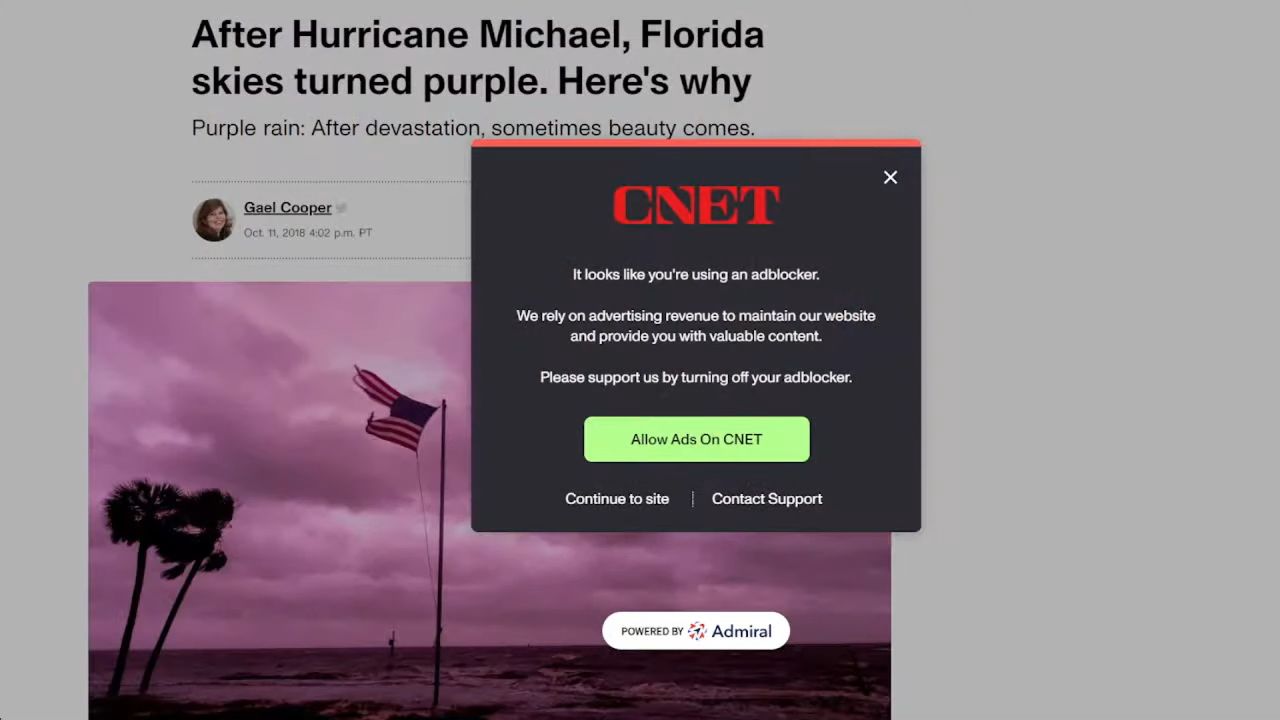 After Hurricane Michael, Florida
skies turned purple. Here's why
Purple rain: After devastation, sometimes beauty comes.
Gael Cooper
Oct. 11, 2018 4:02 p.m. PT
CNET
It looks like you're using an adblocker.
We rely on advertising revenue to maintain our website
and provide you with valuable content.
Please support us by turning off your adblocker.
Allow Ads On CNET
Continue to site | Contact Support
POWERED BY Admiral